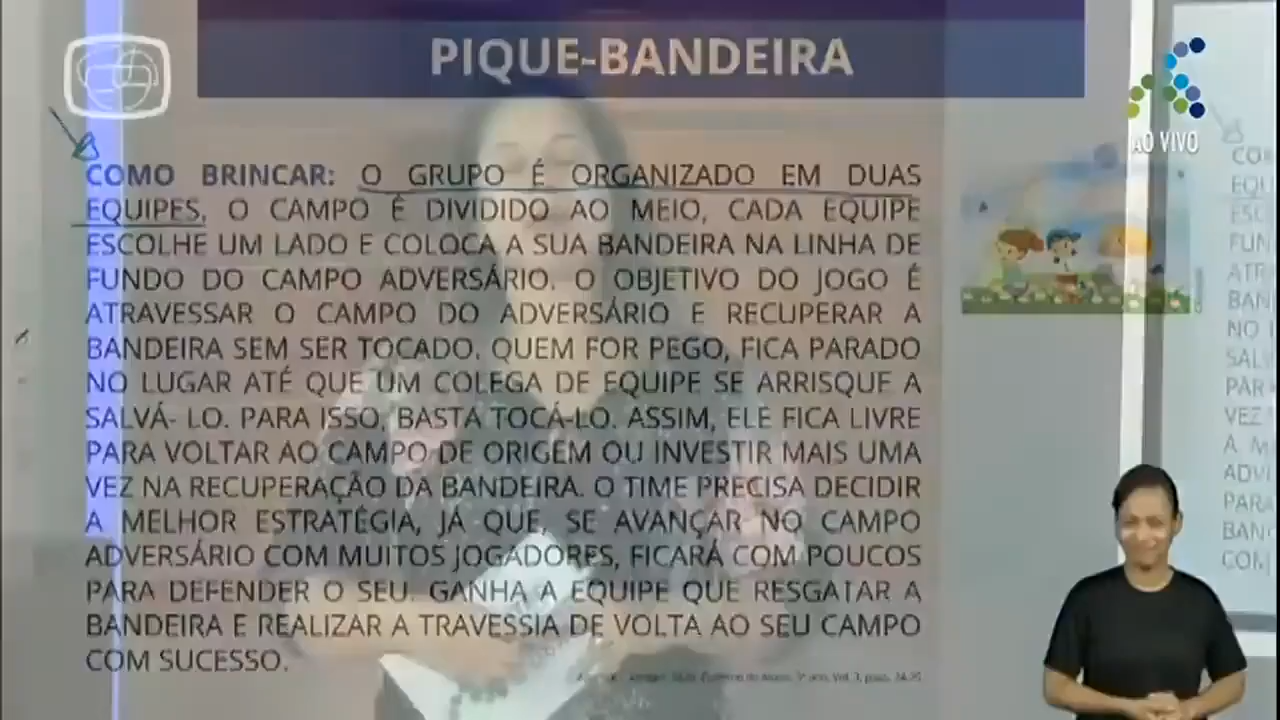 PIQUE-BANDEIRA
AO VIVO
COMO BRINCAR: O GRUPO É ORGANIZADO EM DUAS
EQUIPES, O CAMPO É DIVIDIDO AO MEIO, CADA EQUIPE
ESCOLHE UM LADO E COLOCA A SUA BANDEIRA NA LINHA DE
FUNDO DO CAMPO ADVERSÁRIO. O OBJETIVO DO JOGO É
ATRAVESSAR O CAMPO DO ADVERSÁRIO E RECUPERAR A
BANDEIRA SEM SER TOCADO. QUEM FOR PEGO, FICA PARADO
NO LUGAR ATÉ QUE UM COLEGA DE EQUIPE SE ARRISQUE A
SALVÁ- LO. PARA ISSO, BASTA TOCÁ-LO. ASSIM, ELE FICA LIVRE
PARA VOLTAR AO CAMPO DE ORIGEM OU INVESTIR MAIS UMA
VEZ NA RECUPERAÇÃO DA BANDEIRA. O TIME PRECISA DECIDIR
A MELHOR ESTRATÉGIA, JÁ QUE, SE AVANÇAR NO CAMPO
ADVERSÁRIO COM MUITOS JOGADORES, FICARÁ COM POUCOS
PARA DEFENDER O SEU. GANHA A EQUIPE QUE RESGATAR A
BANDEIRA E REALIZAR A TRAVESSIA DE VOLTA AO SEU CAMPO
COM SUCESSO.